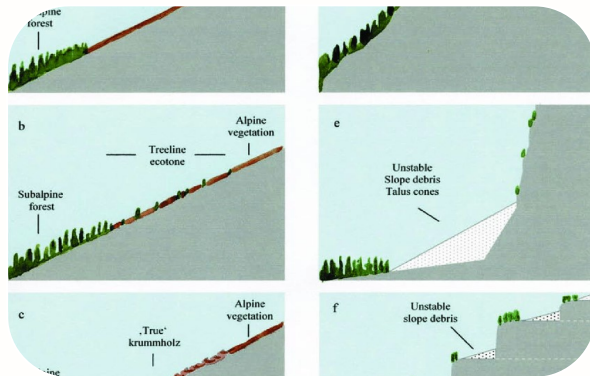 forest
b
Alpine
vegetation
Treeline
ecotone
Subalpine
forest
c
Alpine
vegetation
‚True‘
krummholz
e
Unstable
Slope debris
Talus cones
f
Unstable
slope debris